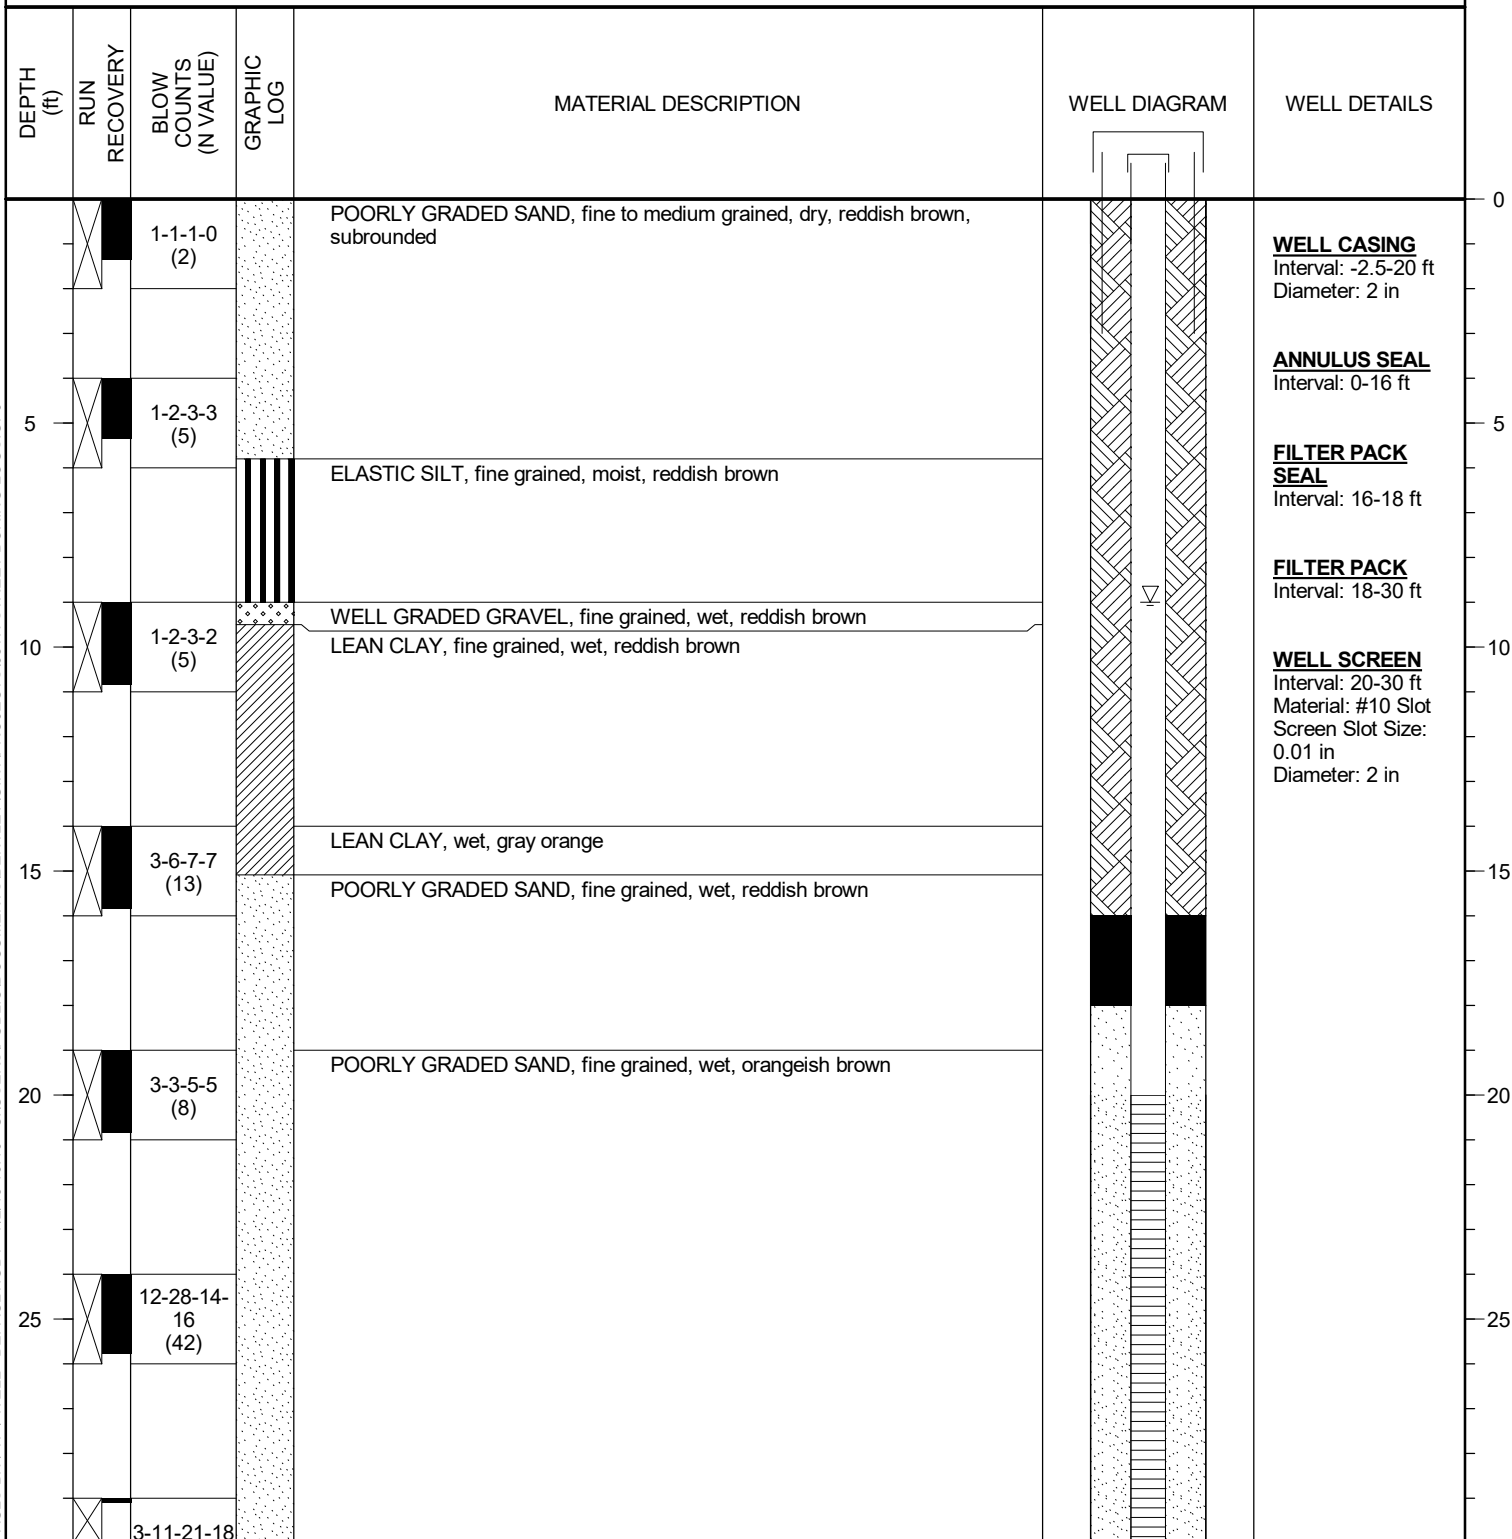 DEPTH
(ft)
RUN
RECOVERY
BLOW
COUNTS
(N VALUE)
GRAPHIC
LOG
MATERIAL DESCRIPTION
WELL DIAGRAM
WELL DETAILS
0
1-1-1-0
(2)
POORLY GRADED SAND, fine to medium grained, dry, reddish brown,
subrounded
WELL CASING
Interval: -2.5-20 ft
Diameter: 2 in
ANNULUS SEAL
Interval: 0-16 ft
5
1-2-3-3
(5)
5
FILTER PACK
SEAL
Interval: 16-18 ft
ELASTIC SILT, fine grained, moist, reddish brown
FILTER PACK
Interval: 18-30 ft
WELL GRADED GRAVEL, fine grained, wet, reddish brown
10
1-2-3-2
(5)
LEAN CLAY, fine grained, wet, reddish brown
10
WELL SCREEN
Interval: 20-30 ft
Material: #10 Slot
Screen Slot Size:
0.01 in
Diameter: 2 in
LEAN CLAY, wet, gray orange
15
3-6-7-7
(13)
15
POORLY GRADED SAND, fine grained, wet, reddish brown
POORLY GRADED SAND, fine grained, wet, orangeish brown
20
3-3-5-5
(8)
20
25
12-28-14-
16
(42)
25
3-11-21-18